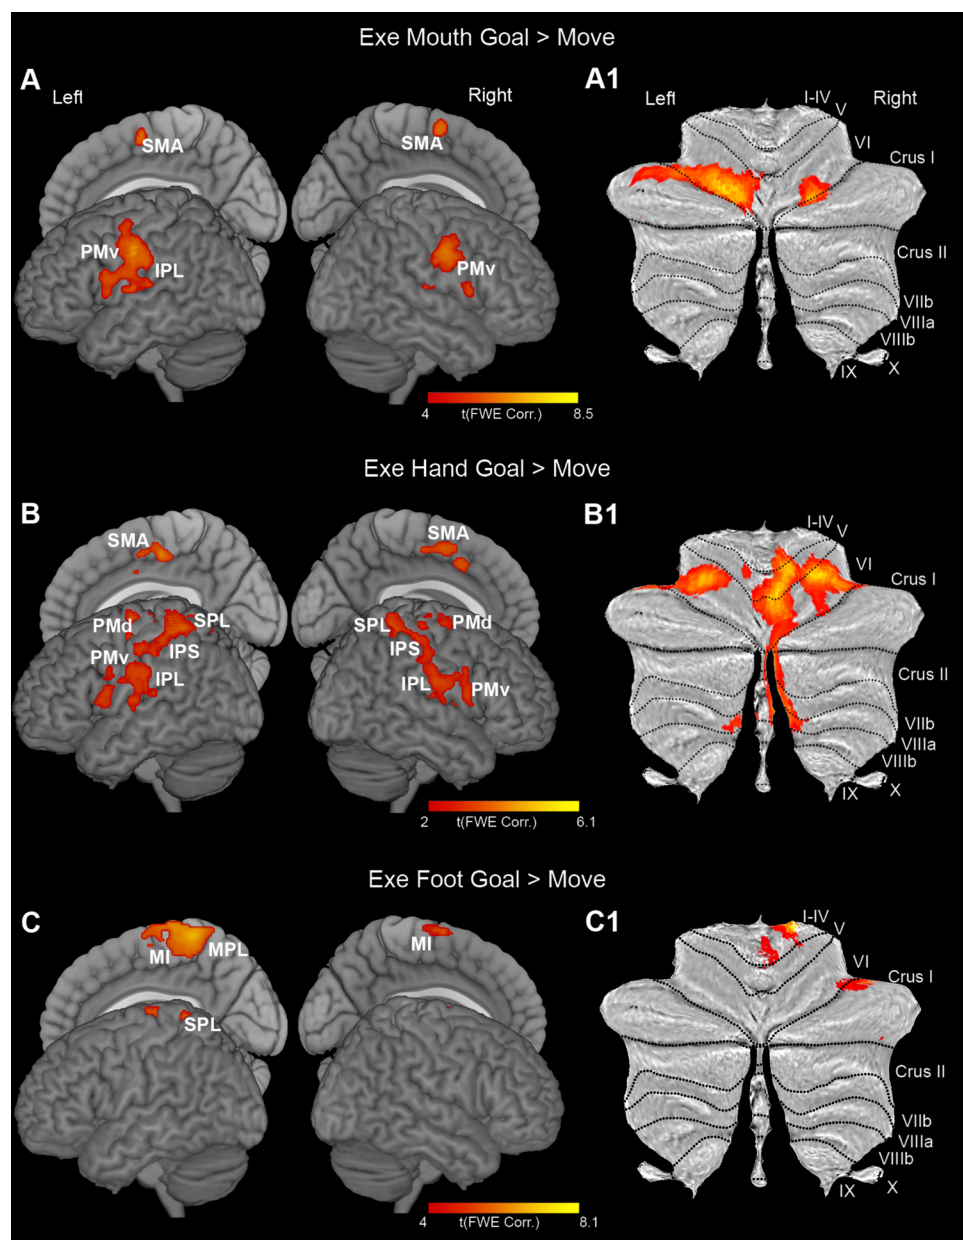 Exe Mouth Goal > Move
A
Left
Right
SMA
SMA
PMv
IPL
PMv
4 t(FWE Corr.) 8.5
A1
Left
I-IV
V
Right
VI
Crus I
Crus II
VIIb
VIIIa
VIIIb
IX
X
Exe Hand Goal > Move
B
SMA
SMA
PMd
SPL
PMv
IPS
IPL
SPL
PMd
IPS
IPL
PMv
2 t(FWE Corr.) 6.1
B1
I-IV
V
VI
Crus I
Crus II
VIIb
VIIIa
VIIIb
IX
X
Exe Foot Goal > Move
C
MI
MPL
MI
SPL
4 t(FWE Corr.) 8.1
C1
I-IV
V
VI
Crus I
Crus II
VIIb
VIIIa
VIIIb
IX
X